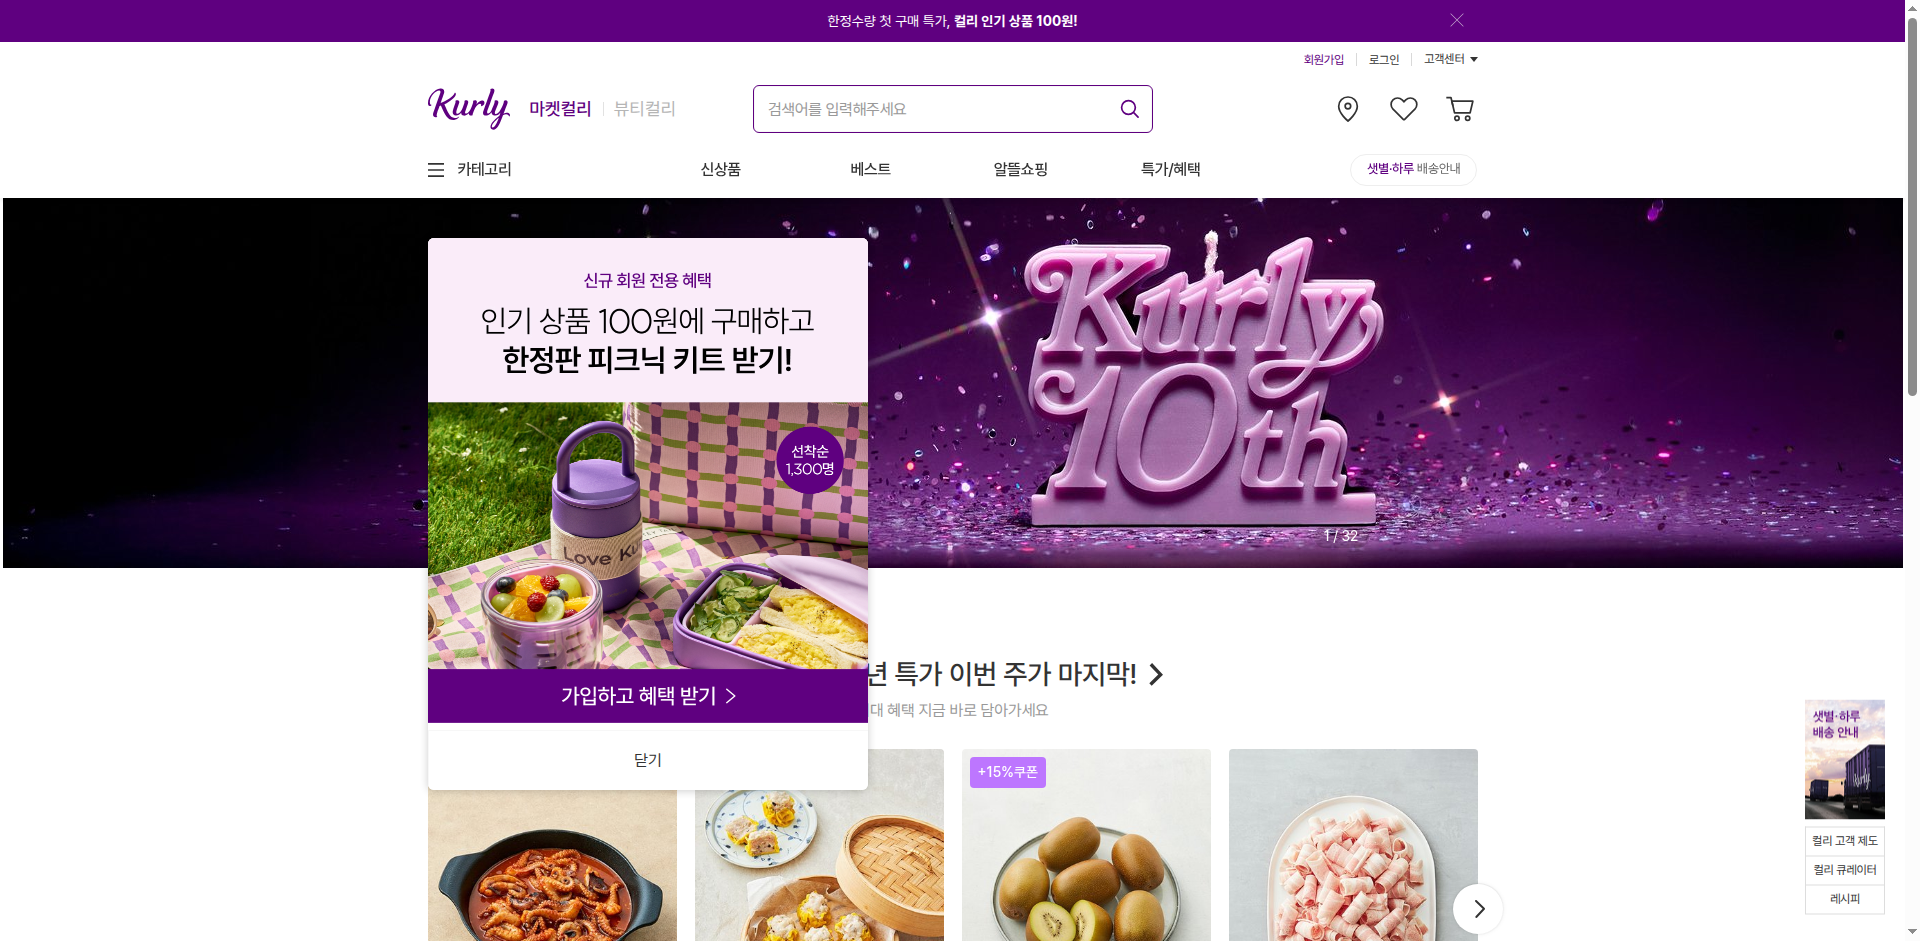 한정수량 첫 구매 특가, 컬리 인기 상품 100원!
회원가입
로그인
고객센터
Kurly
마켓컬리
뷰티컬리
검색어를 입력해주세요
카테고리
신상품
베스트
알뜰쇼핑
특가/혜택
샛별·하루 배송안내
신규 회원 전용 혜택
인기 상품 100원에 구매하고
한정판 피크닉 키트 받기!
선착순
1,300명
Love Ku
가입하고 혜택 받기
닫기
Kurly
10th
1 / 32
년 특가 이번 주가 마지막!
대 혜택 지금 바로 담아가세요
+15%쿠폰
샛별·하루
배송 안내
Kurly
컬리 고객 제도
컬리 큐레이터
레시피